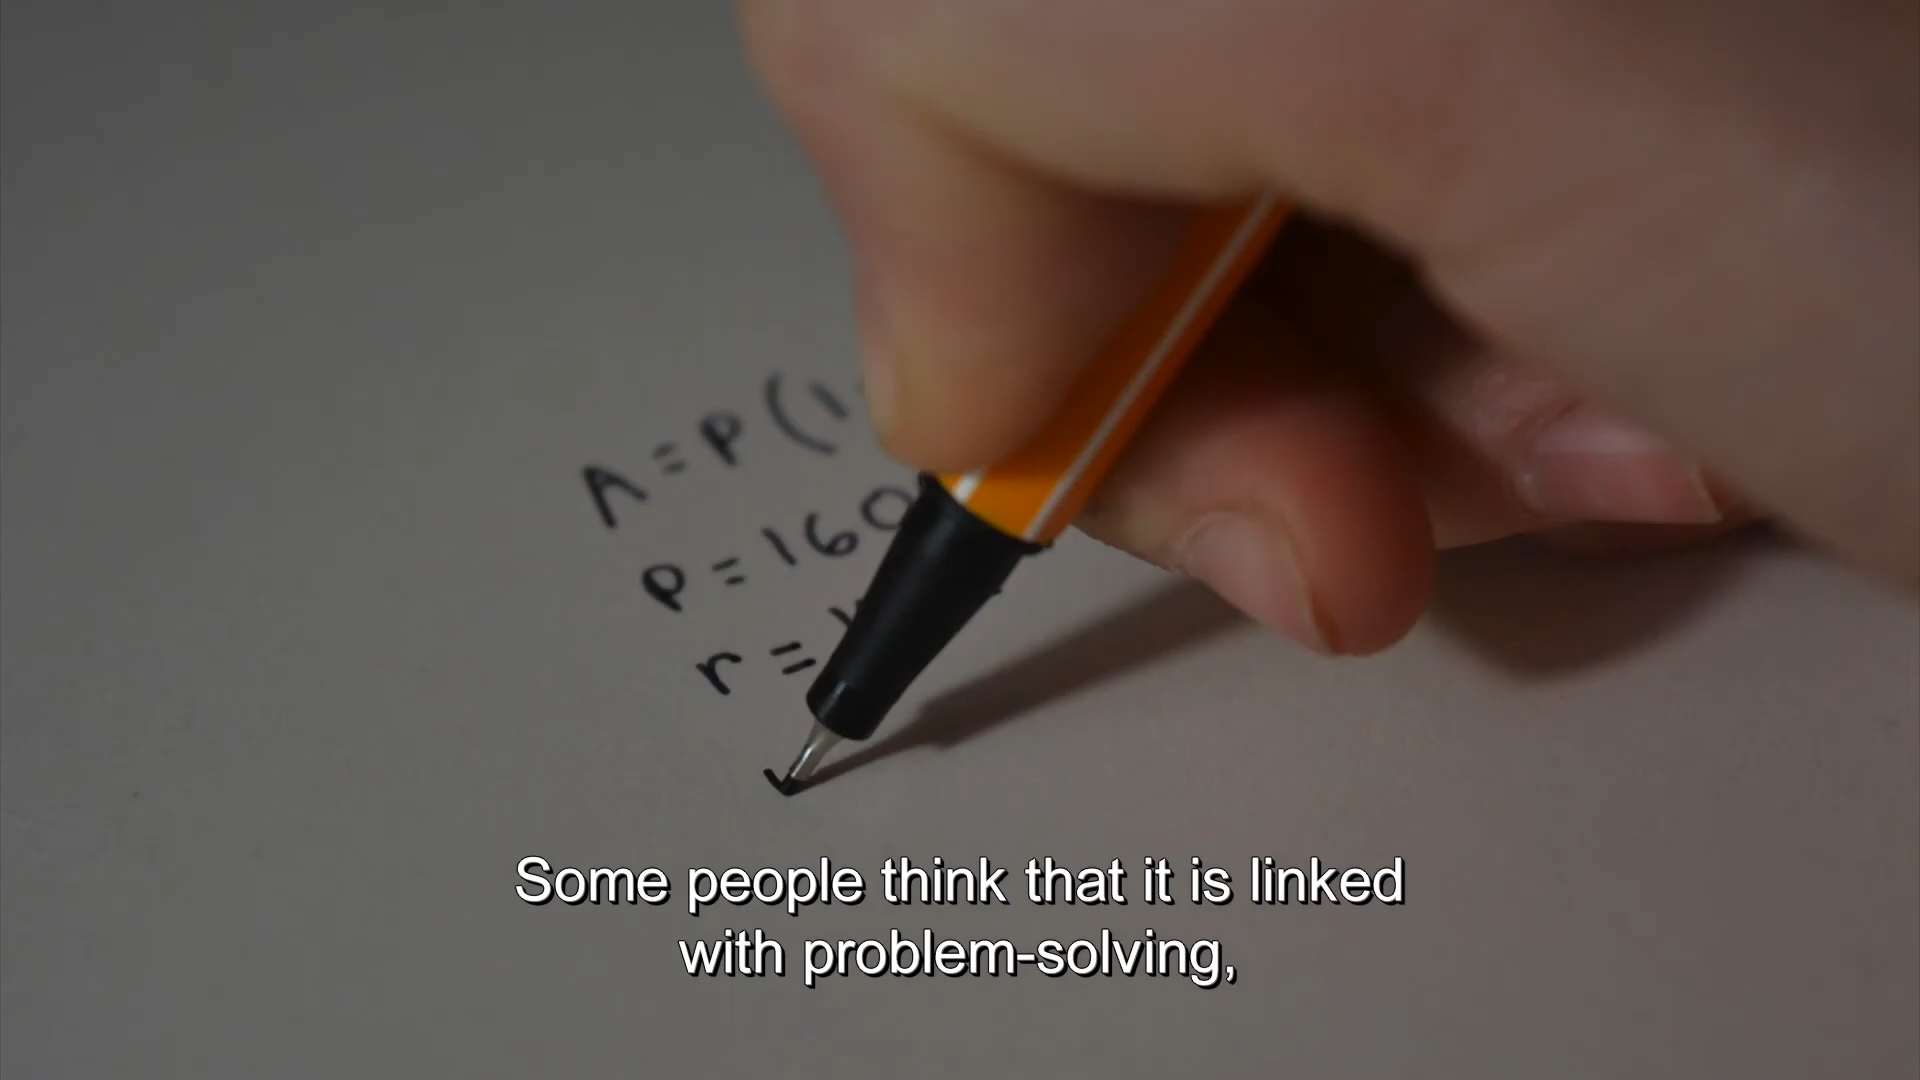 A = P (1
P = 160
r =
Some people think that it is linked
with problem-solving,